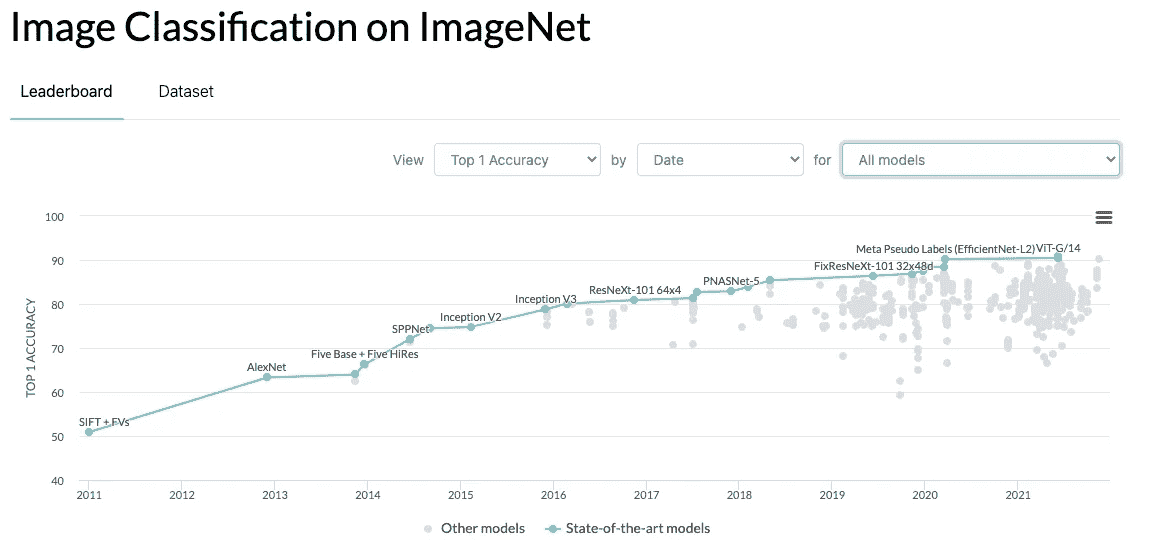 Image Classification on ImageNet
Leaderboard Dataset
View Top 1 Accuracy by Date for All models
TOP 1 ACCURACY
100
90
80
70
60
50
40
SIFT + FVs
AlexNet
Five Base + Five HiRes
SPPNet
Inception V2
Inception V3
ResNeXt-101 64x4
PNASNet-5
FixResNeXt-101 32x48d
Meta Pseudo Labels (EfficientNet-L2)
ViT-G/14
2011 2012 2013 2014 2015 2016 2017 2018 2019 2020 2021
Other models State-of-the-art models